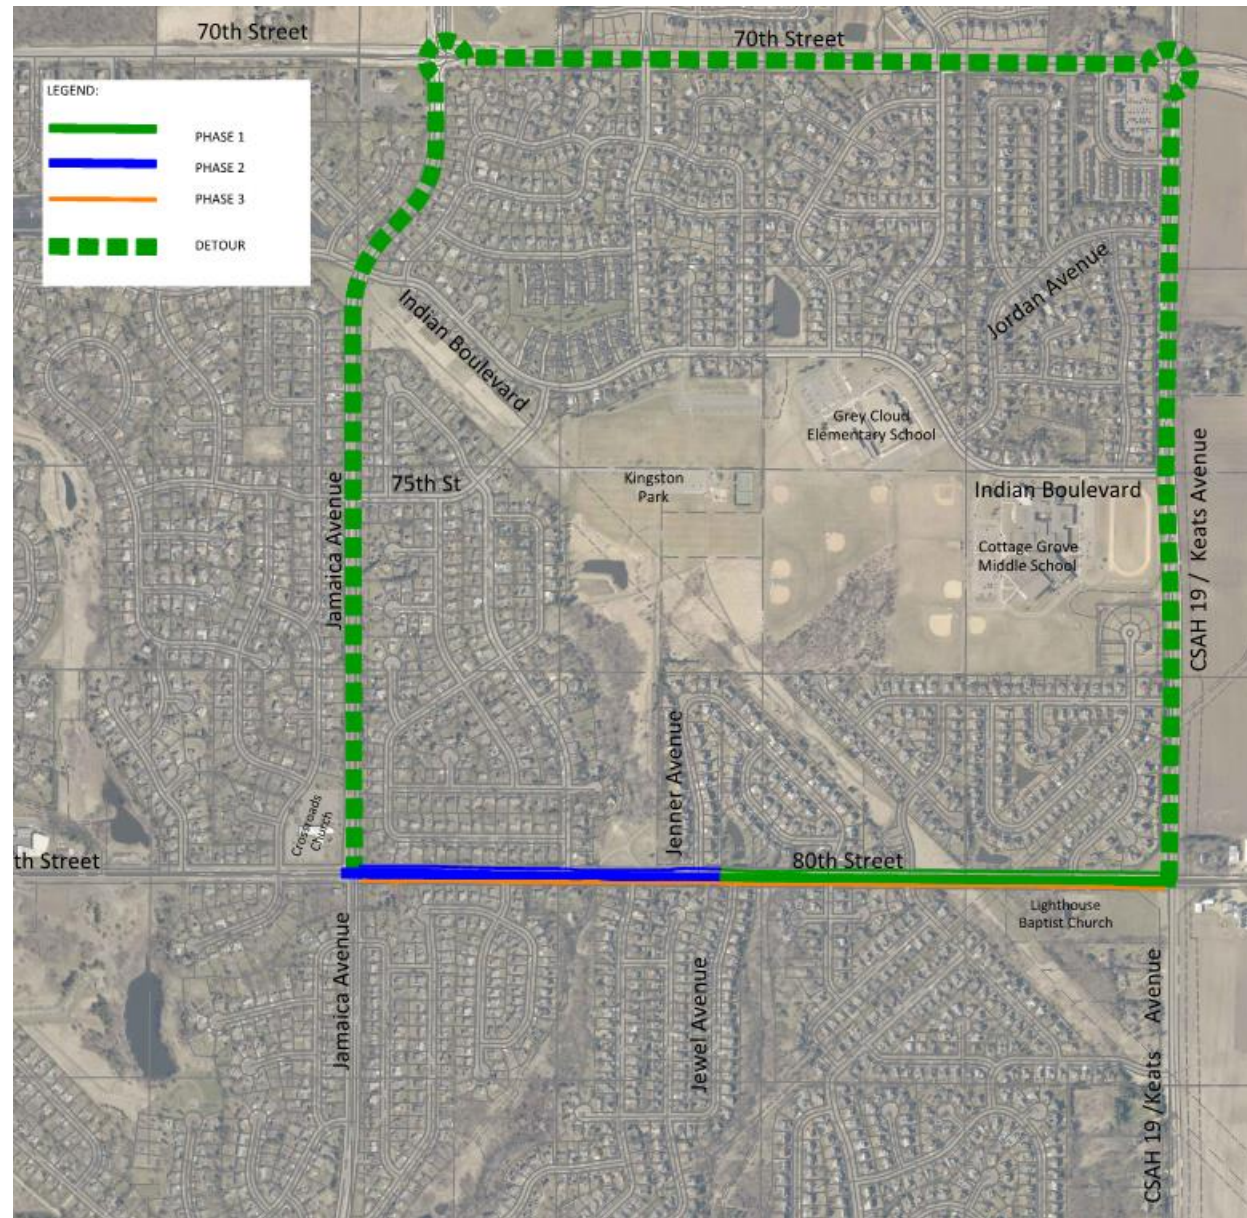 70th Street
70th Street
LEGEND:
PHASE 1
PHASE 2
PHASE 3
DETOUR
Jordan Avenue
Indian Boulevard
Grey Cloud
Elementary School
Kingston
Park
75th St
Indian Boulevard
Jamaica Avenue
CSAH 19 / Keats Avenue
Cottage Grove
Middle School
Jenner Avenue
Crossroads
Church
th Street
80th Street
Lighthouse
Baptist Church
Jamaica Avenue
Jewel Avenue
CSAH 19 /Keats Avenue